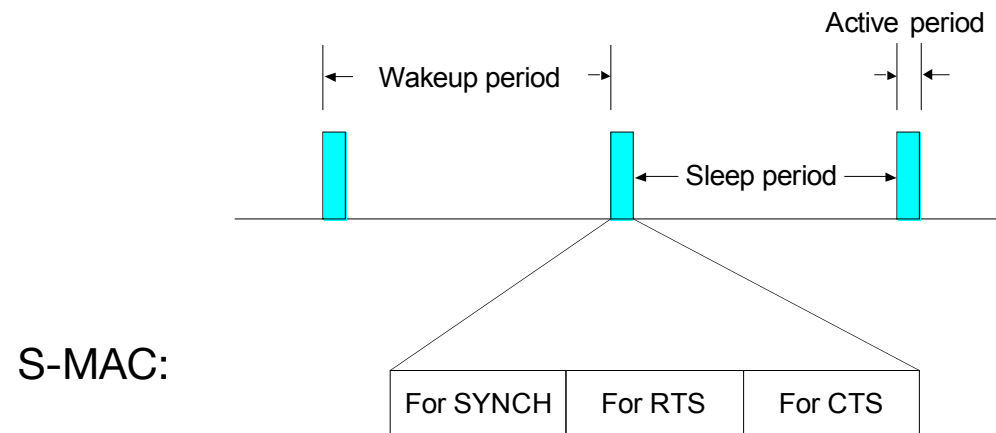 Active period
Wakeup period
Sleep period
S-MAC:
For SYNCH
For RTS
For CTS